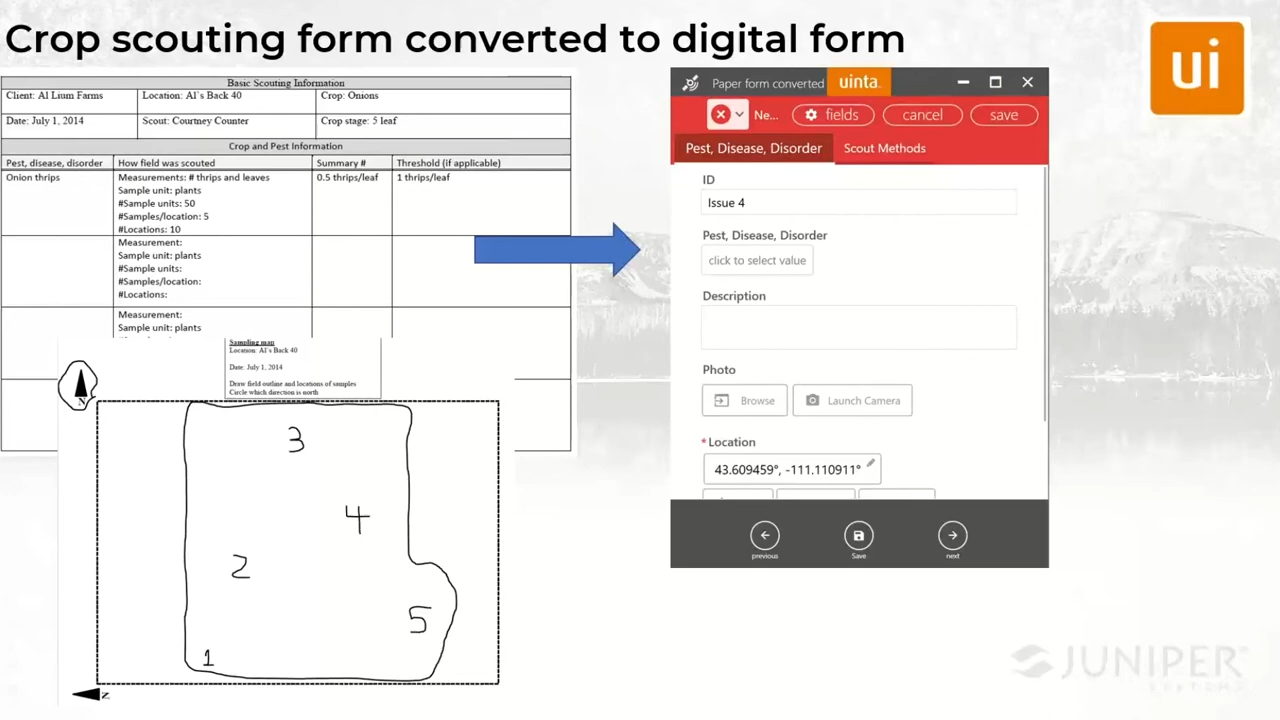 Crop scouting form converted to digital form
ui
Basic Scouting Information
Client: Al Lium Farms
Location: Al`s Back 40
Crop: Onions
Date: July 1, 2014
Scout: Courtney Counter
Crop stage: 5 leaf
Crop and Pest Information
Pest, disease, disorder
How field was scouted
Summary #
Threshold (if applicable)
Onion thrips
Measurements: # thrips and leaves
0.5 thrips/leaf
1 thrips/leaf
Sample unit: plants
#Sample units: 50
#Samples/location: 5
#Locations: 10
Measurement:
Sample unit: plants
#Sample units:
#Samples/location:
#Locations:
Measurement:
Sample unit: plants
Sampling map
Location: Al`s Back 40
Date: July 1, 2014
Draw field outline and locations of samples
Circle which direction is north
N
3
4
2
5
1
N
Paper form converted
uinta.
Ne...
fields
cancel
save
Pest, Disease, Disorder
Scout Methods
ID
Issue 4
Pest, Disease, Disorder
click to select value
Description
Photo
Browse
Launch Camera
*Location
43.609459°, -111.110911°
previous
Save
next
JUNIPER
SYSTEMS